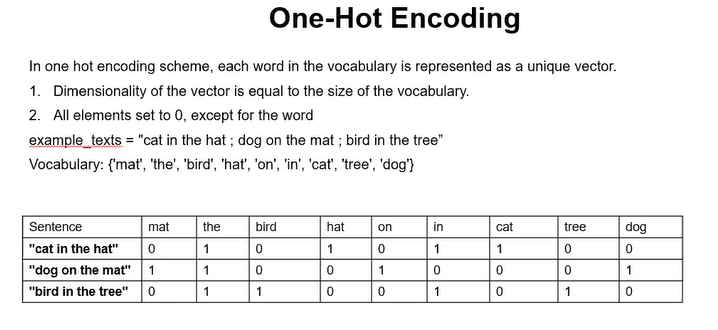 One-Hot Encoding
In one hot encoding scheme, each word in the vocabulary is represented as a unique vector.
1. Dimensionality of the vector is equal to the size of the vocabulary.
2. All elements set to 0, except for the word
example_texts = "cat in the hat ; dog on the mat ; bird in the tree"
Vocabulary: {'mat', 'the', 'bird', 'hat', 'on', 'in', 'cat', 'tree', 'dog'}
Sentence mat the bird hat on in cat tree dog
"cat in the hat" 0 1 0 1 0 1 1 0 0
"dog on the mat" 1 1 0 0 1 0 0 0 1
"bird in the tree" 0 1 1 0 0 1 0 1 0